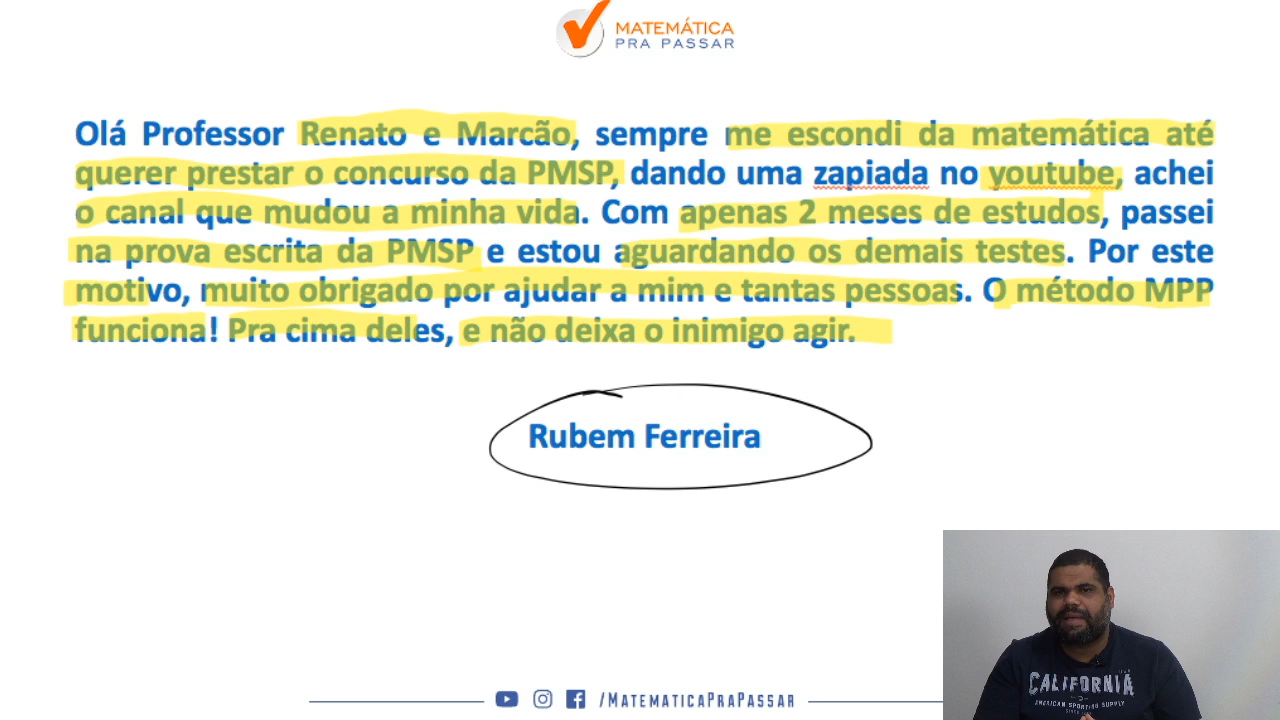 MATEMÁTICA
PRA PASSAR
Olá Professor Renato e Marcão, sempre me escondi da matemática até
querer prestar o concurso da PMSP, dando uma zapiada no youtube, achei
o canal que mudou a minha vida. Com apenas 2 meses de estudos, passei
na prova escrita da PMSP e estou aguardando os demais testes. Por este
motivo, muito obrigado por ajudar a mim e tantas pessoas. O método MPP
funciona! Pra cima deles, e não deixa o inimigo agir.
Rubem Ferreira
CALIFORNIA
AMERICAN SPORTING SUPPLY
/MATEMATICAPRAPASSAR